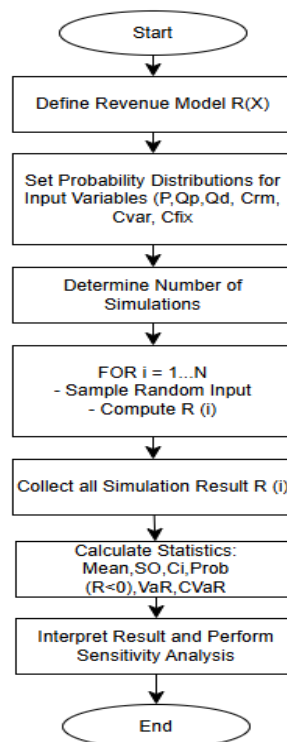 Start
Define Revenue Model R(X)
Set Probability Distributions for
Input Variables (P,Qp,Qd, Crm,
Cvar, Cfix
Determine Number of
Simulations
FOR i = 1...N
- Sample Random Input
- Compute R (i)
Collect all Simulation Result R (i)
Calculate Statistics:
Mean,SO,Ci,Prob
(R<0),VaR,CVaR
Interpret Result and Perform
Sensitivity Analysis
End